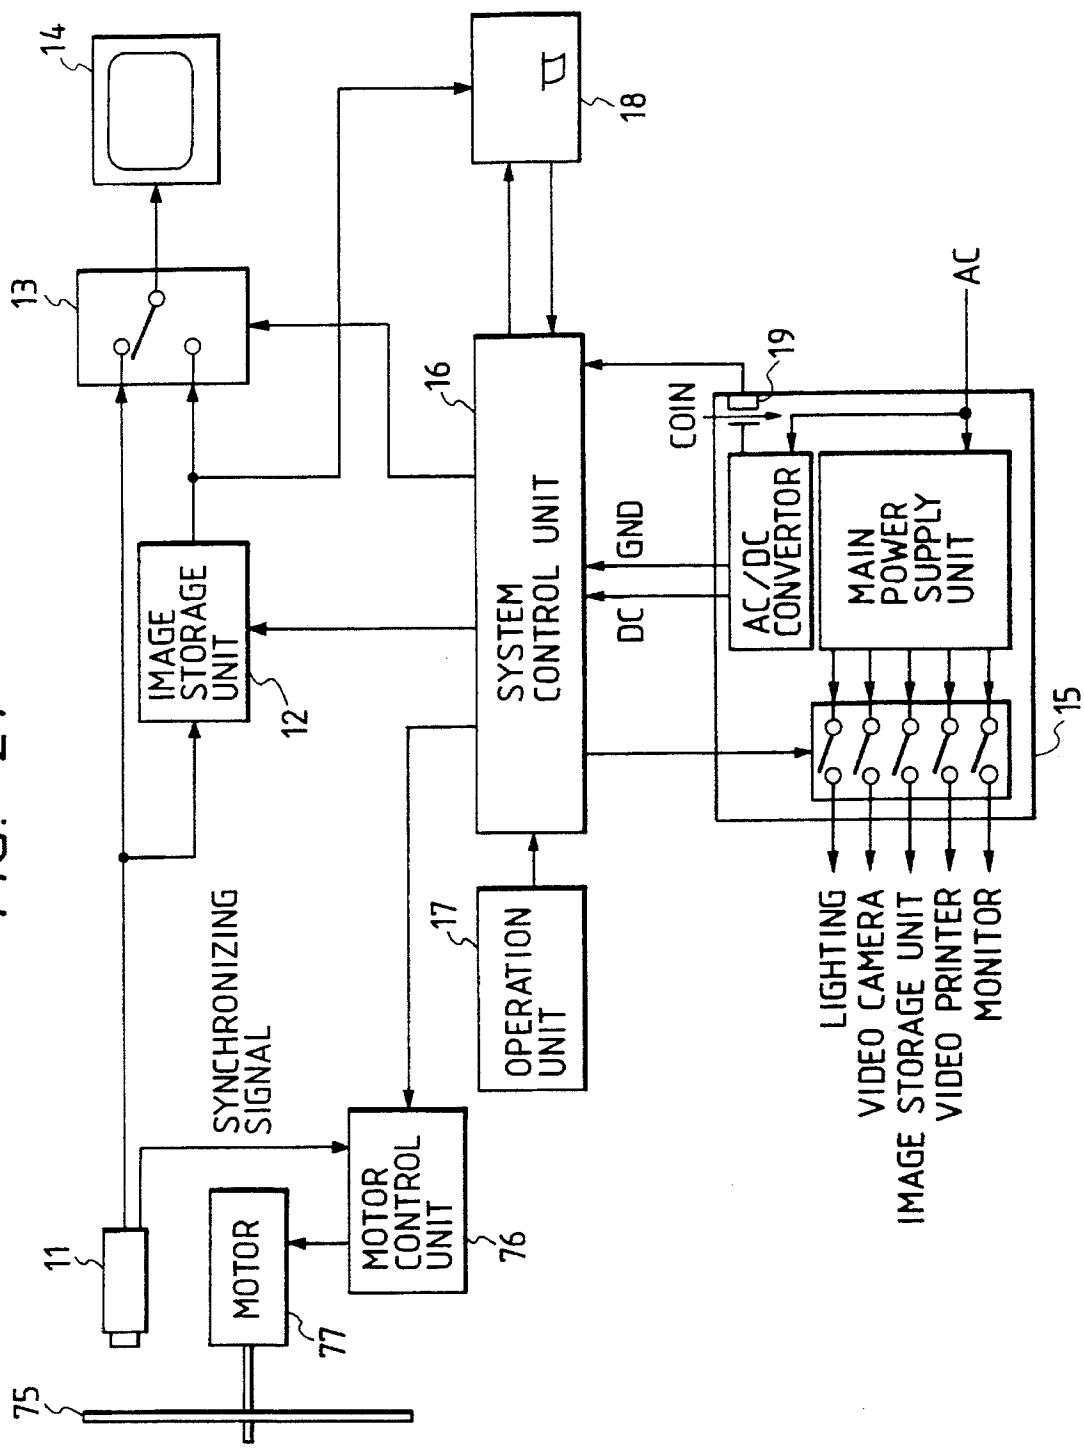 75
11
77
MOTOR
MOTOR
CONTROL
UNIT
76
SYNCHRONIZING
SIGNAL
IMAGE
STORAGE
UNIT
12
13
14
OPERATION
UNIT
17
SYSTEM
CONTROL UNIT
16
18
DC
GND
COIN
19
AC
AC/DC
CONVERTOR
MAIN
POWER
SUPPLY
UNIT
15
LIGHTING
VIDEO CAMERA
IMAGE STORAGE UNIT
VIDEO PRINTER
MONITOR